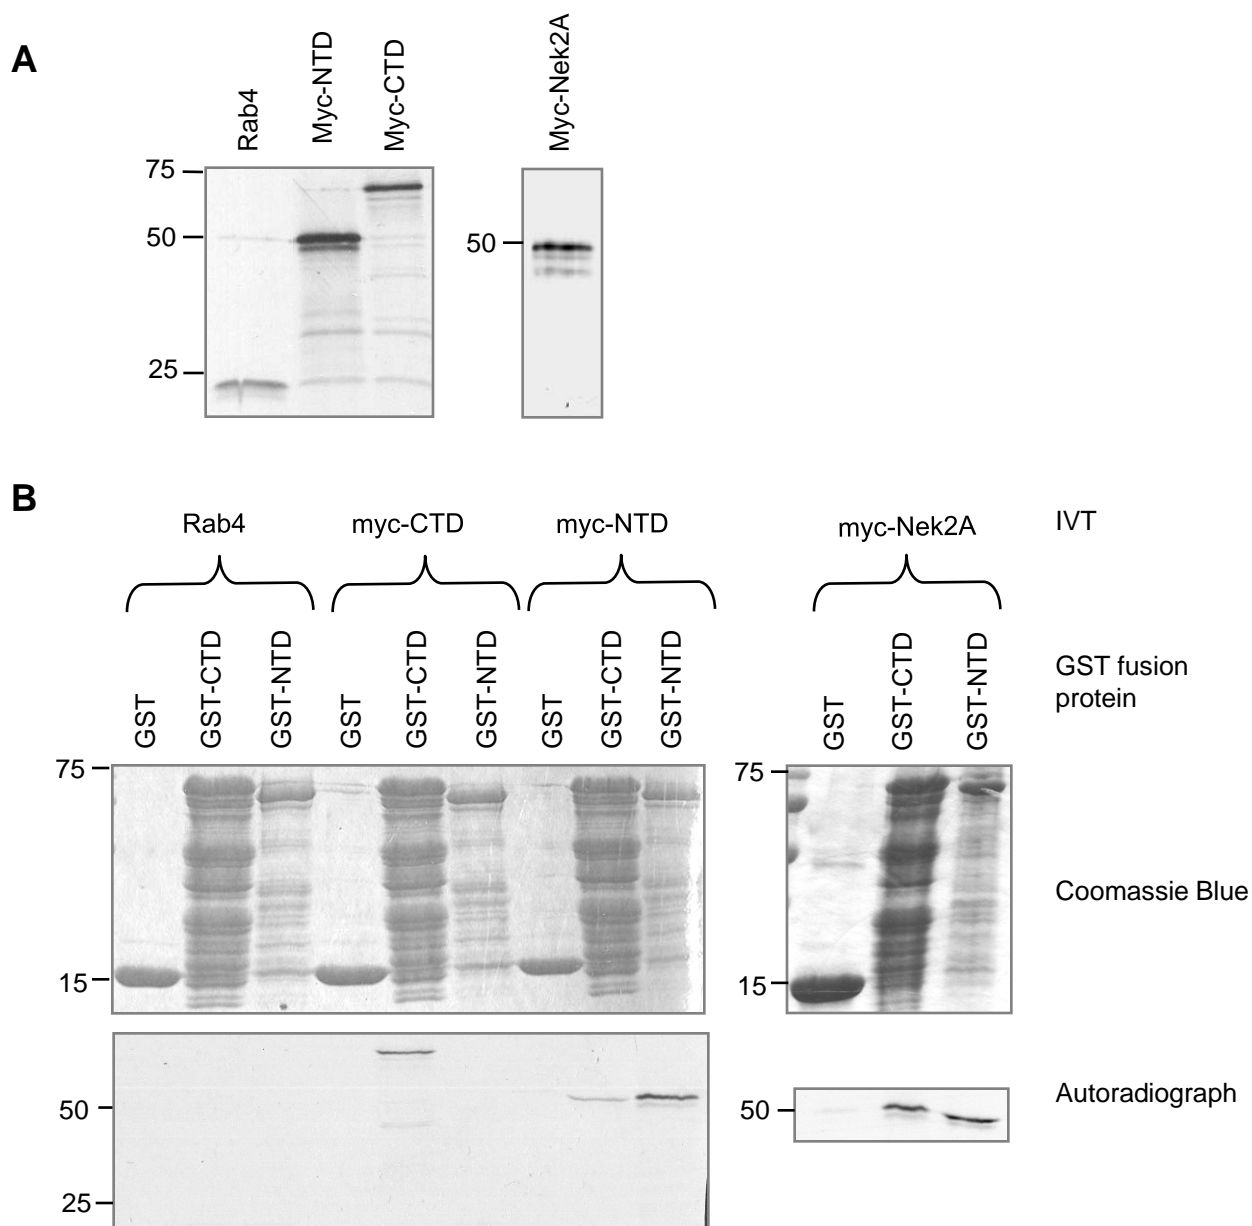 A
Rab4
Myc-NTD
Myc-CTD
Myc-Nek2A
75
50
25
50
B
Rab4
myc-CTD
myc-NTD
myc-Nek2A
IVT
GST
GST-CTD
GST-NTD
GST
GST-CTD
GST-NTD
GST
GST-CTD
GST-NTD
GST
GST-CTD
GST-NTD
GST fusion
protein
75
15
75
15
Coomassie Blue
50
25
50
Autoradiograph